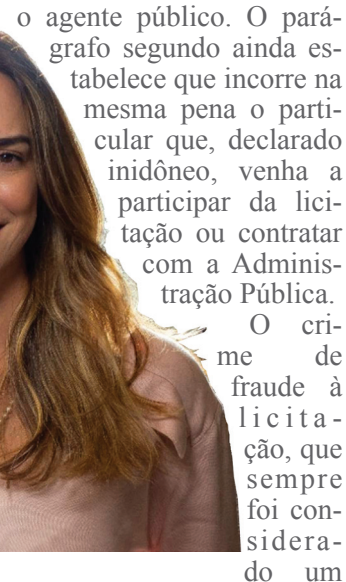 o agente público. O pará-
grafo segundo ainda es-
tabelece que incorre na
mesma pena o parti-
cular que, declarado
inidôneo, venha a
participar da lici-
tação ou contratar
com a Adminis-
tração Pública.
O cri-
me de
fraude à
licita-
ção, que
sempre
foi con-
sidera-
do um